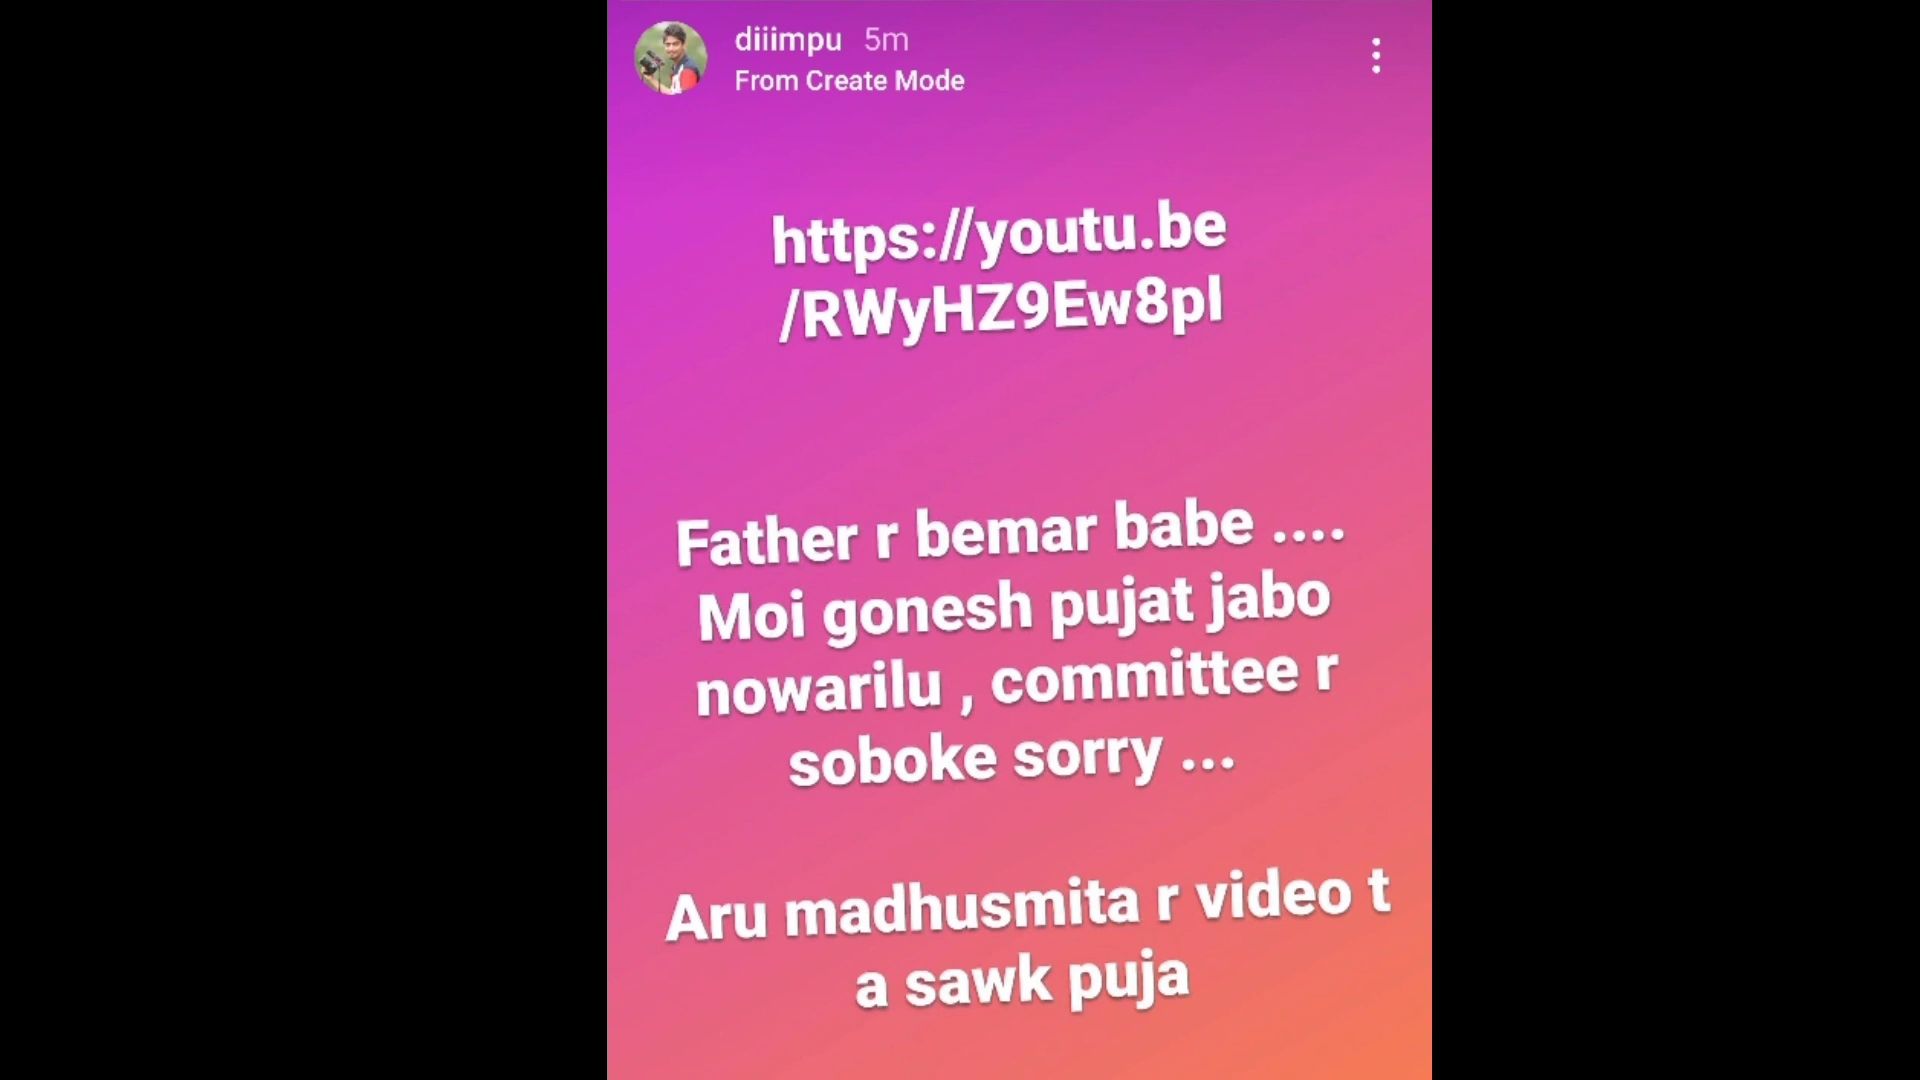 diiimpu 5m
From Create Mode
https://youtu.be
/RWyHZ9Ew8pI
Father r bemar babe ....
Moi gonesh pujat jabo
nowarilu , committee r
soboke sorry ...
Aru madhusmita r video t
a sawk puja